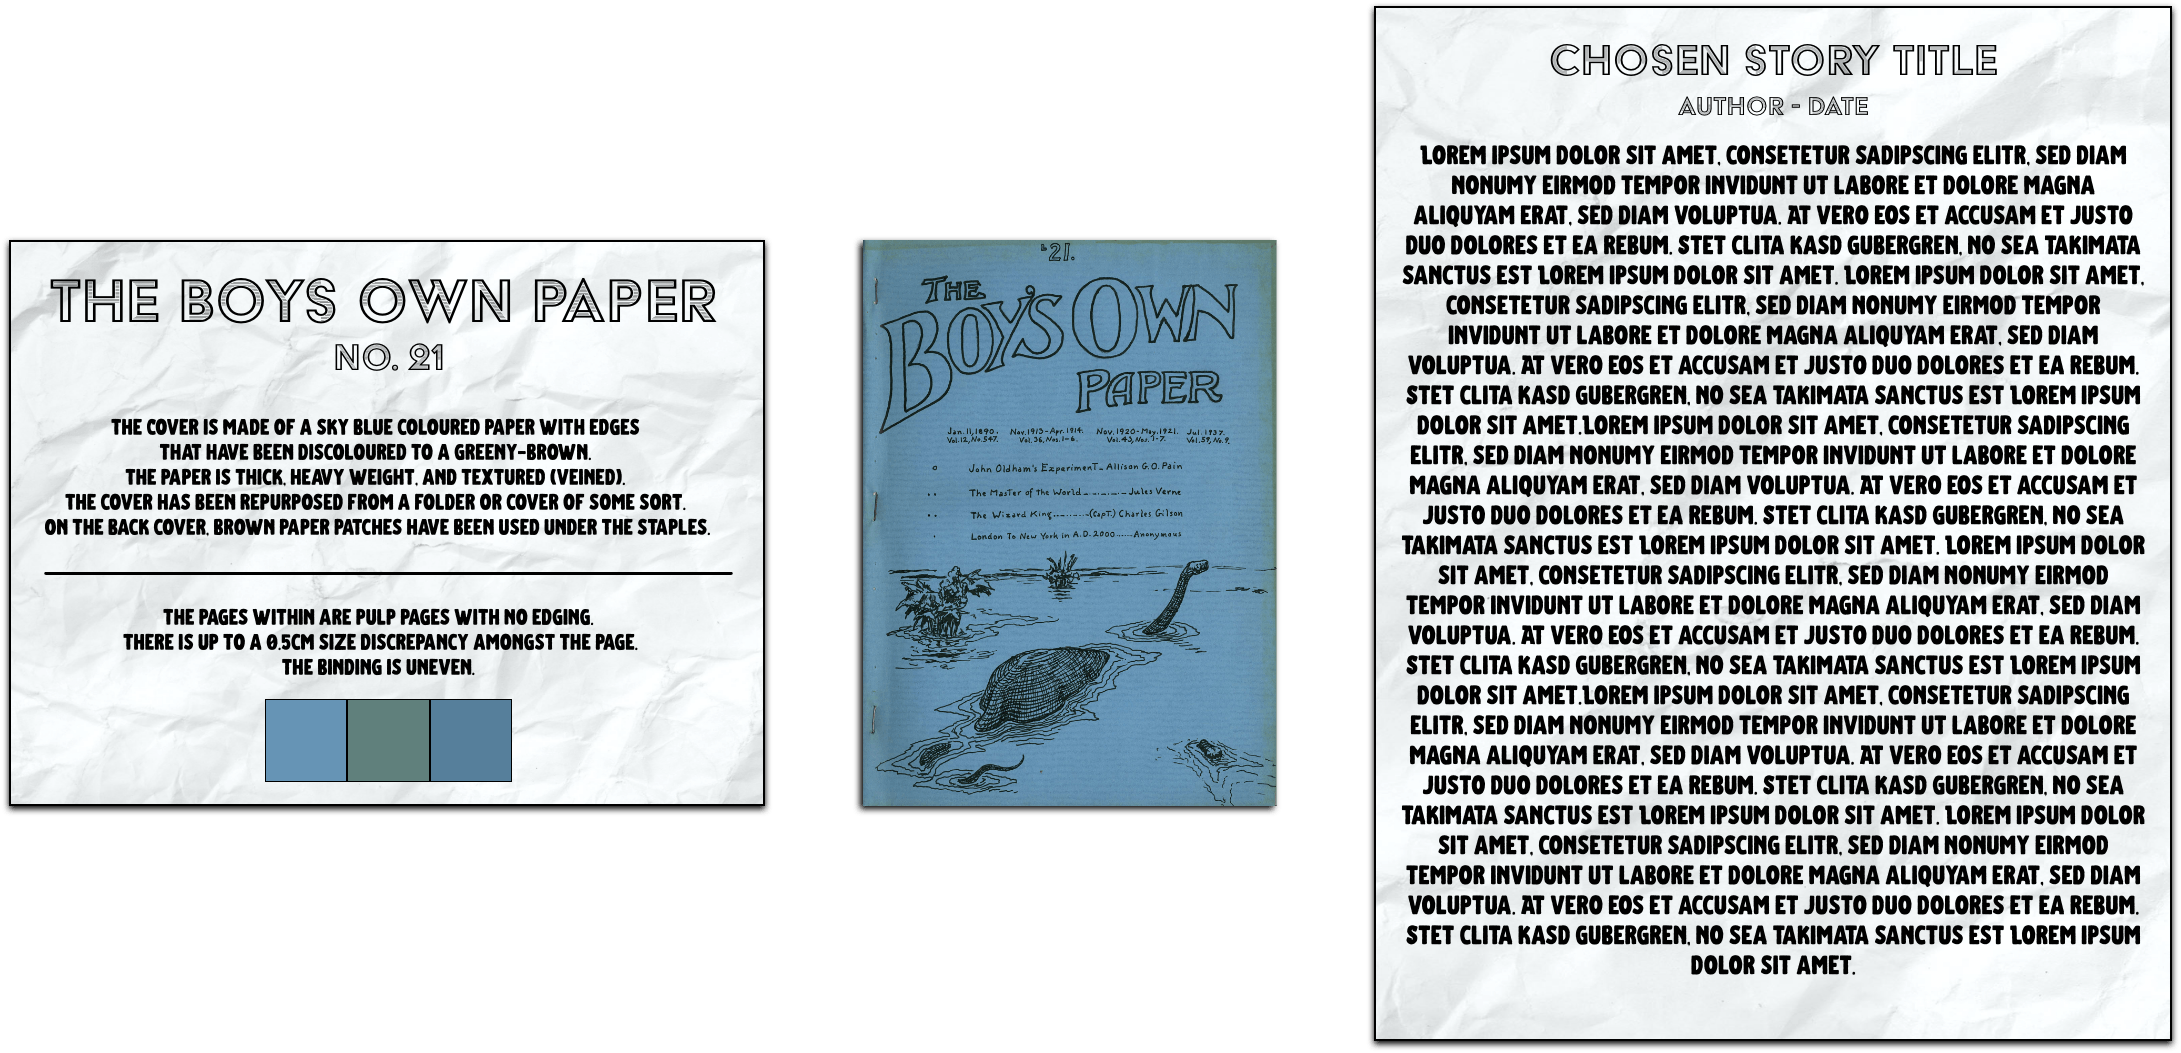 THE BOYS OWN PAPER
NO. 21
THE COVER IS MADE OF A SKY BLUE COLOURED PAPER WITH EDGES
THAT HAVE BEEN DISCOLOURED TO A GREENY-BROWN.
THE PAPER IS THICK, HEAVY WEIGHT, AND TEXTURED (VEINED).
THE COVER HAS BEEN REPURPOSED FROM A FOLDER OR COVER OF SOME SORT.
ON THE BACK COVER, BROWN PAPER PATCHES HAVE BEEN USED UNDER THE STAPLES.
THE PAGES WITHIN ARE PULP PAGES WITH NO EDGING.
THERE IS UP TO A 0.5CM SIZE DISCREPANCY AMONGST THE PAGE.
THE BINDING IS UNEVEN.
21.
THE
BOY'S OWN
PAPER
Jan. 11, 1890. Nov. 1913-Apr. 1914. Nov. 1920-May. 1921. Jul. 1937.
Vol. 12, No. 547. Vol. 36, Nos. 1-6. Vol. 43, Nos. 1-7. Vol. 59, No. 9.
John Oldham's Experiment - Allison G.O. Pain
The Master of the World - - - - - Jules Verne
The Wizard King - - - - - (Capt.) Charles Gilson
London To New York in A.D. 2000 ..... Anonymous
CHOSEN STORY TITLE
AUTHOR - DATE
LOREM IPSUM DOLOR SIT AMET, CONSETETUR SADIPSCING ELITR, SED DIAM
NONUMY EIRMOD TEMPOR INVIDUNT UT LABORE ET DOLORE MAGNA
ALIQUYAM ERAT, SED DIAM VOLUPTUA. AT VERO EOS ET ACCUSAM ET JUSTO
DUO DOLORES ET EA REBUM. STET CLITA KASD GUBERGREN, NO SEA TAKIMATA
SANCTUS EST LOREM IPSUM DOLOR SIT AMET. LOREM IPSUM DOLOR SIT AMET,
CONSETETUR SADIPSCING ELITR, SED DIAM NONUMY EIRMOD TEMPOR
INVIDUNT UT LABORE ET DOLORE MAGNA ALIQUYAM ERAT, SED DIAM
VOLUPTUA. AT VERO EOS ET ACCUSAM ET JUSTO DUO DOLORES ET EA REBUM.
STET CLITA KASD GUBERGREN, NO SEA TAKIMATA SANCTUS EST LOREM IPSUM
DOLOR SIT AMET.LOREM IPSUM DOLOR SIT AMET, CONSETETUR SADIPSCING
ELITR, SED DIAM NONUMY EIRMOD TEMPOR INVIDUNT UT LABORE ET DOLORE
MAGNA ALIQUYAM ERAT, SED DIAM VOLUPTUA. AT VERO EOS ET ACCUSAM ET
JUSTO DUO DOLORES ET EA REBUM. STET CLITA KASD GUBERGREN, NO SEA
TAKIMATA SANCTUS EST LOREM IPSUM DOLOR SIT AMET. LOREM IPSUM DOLOR
SIT AMET, CONSETETUR SADIPSCING ELITR, SED DIAM NONUMY EIRMOD
TEMPOR INVIDUNT UT LABORE ET DOLORE MAGNA ALIQUYAM ERAT, SED DIAM
VOLUPTUA. AT VERO EOS ET ACCUSAM ET JUSTO DUO DOLORES ET EA REBUM.
STET CLITA KASD GUBERGREN, NO SEA TAKIMATA SANCTUS EST LOREM IPSUM
DOLOR SIT AMET.LOREM IPSUM DOLOR SIT AMET, CONSETETUR SADIPSCING
ELITR, SED DIAM NONUMY EIRMOD TEMPOR INVIDUNT UT LABORE ET DOLORE
MAGNA ALIQUYAM ERAT, SED DIAM VOLUPTUA. AT VERO EOS ET ACCUSAM ET
JUSTO DUO DOLORES ET EA REBUM. STET CLITA KASD GUBERGREN, NO SEA
TAKIMATA SANCTUS EST LOREM IPSUM DOLOR SIT AMET. LOREM IPSUM DOLOR
SIT AMET, CONSETETUR SADIPSCING ELITR, SED DIAM NONUMY EIRMOD
TEMPOR INVIDUNT UT LABORE ET DOLORE MAGNA ALIQUYAM ERAT, SED DIAM
VOLUPTUA. AT VERO EOS ET ACCUSAM ET JUSTO DUO DOLORES ET EA REBUM.
STET CLITA KASD GUBERGREN, NO SEA TAKIMATA SANCTUS EST LOREM IPSUM
DOLOR SIT AMET.